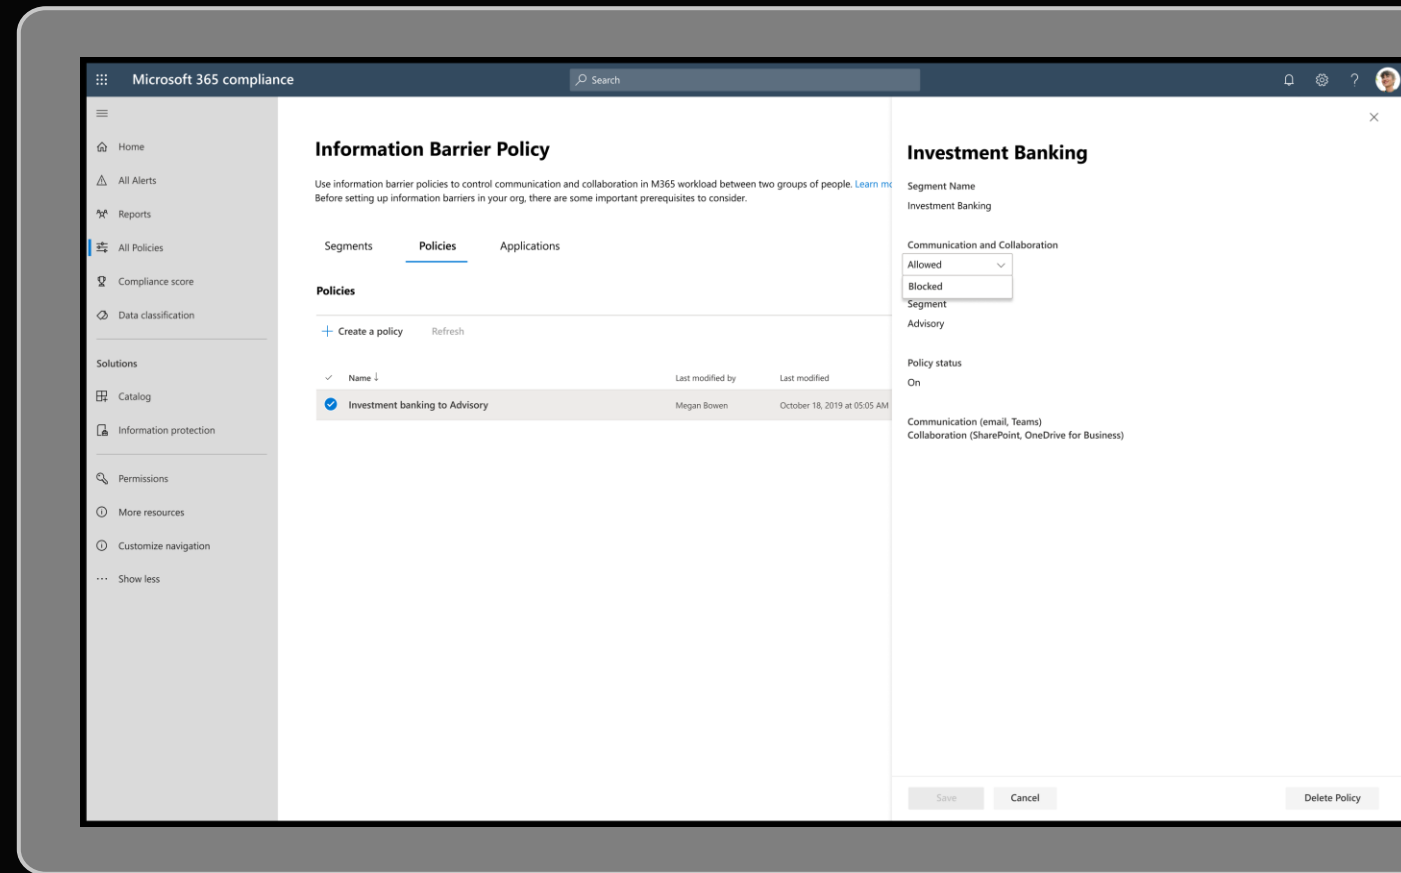 Microsoft 365 compliance
Search
?
Home
All Alerts
Reports
All Policies
Compliance score
Data classification
Solutions
Catalog
Information protection
Permissions
More resources
Customize navigation
Show less
Information Barrier Policy
Use information barrier policies to control communication and collaboration in M365 workload between two groups of people. Learn
Before setting up information barriers in your org, there are some important prerequisites to consider.
Segments Policies Applications
Policies
Create a policy Refresh
Name Last modified by Last modified
Investment banking to Advisory Megan Bowen October 18, 2019 at 05:05 AM
Investment Banking
Segment Name
Investment Banking
Communication and Collaboration
Allowed
Blocked
Segment
Advisory
Policy status
On
Communication (email, Teams)
Collaboration (SharePoint, OneDrive for Business)
Save Cancel Delete Policy